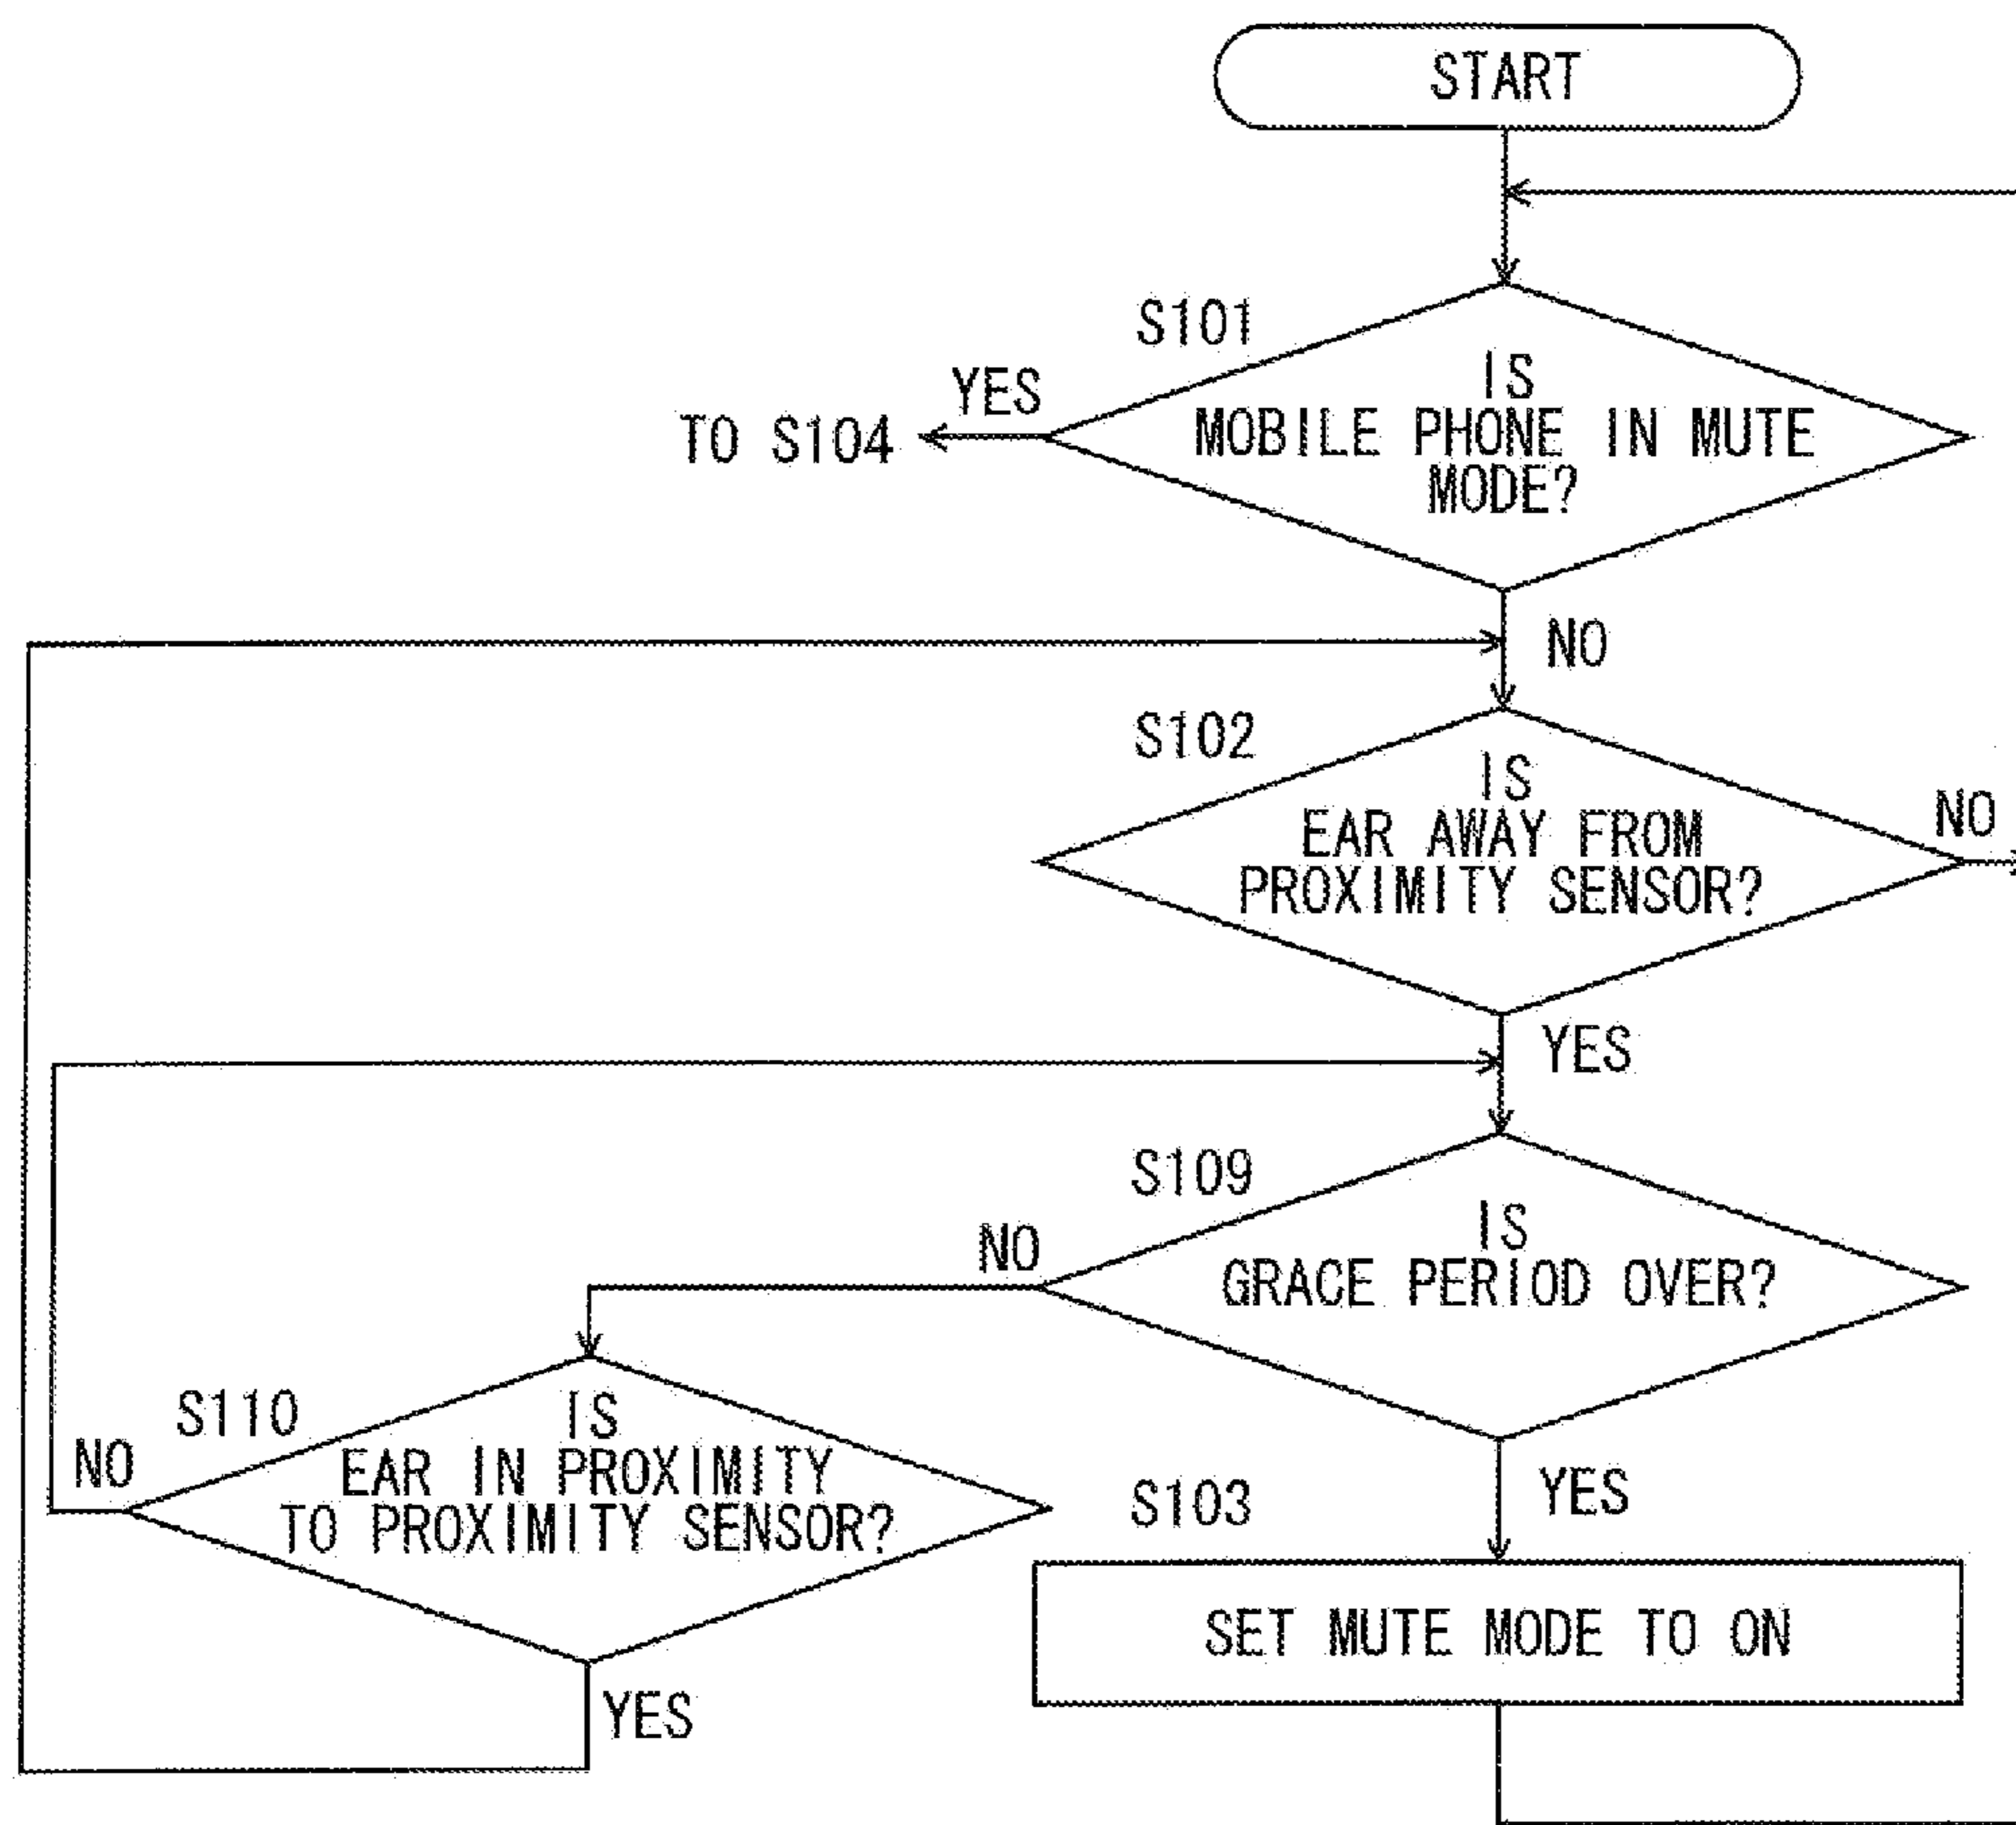 START
S101
IS
MOBILE PHONE IN MUTE
MODE?
YES
TO S104
NO
S102
IS
EAR AWAY FROM
PROXIMITY SENSOR?
NO
YES
S109
IS
GRACE PERIOD OVER?
NO
S110
IS
EAR IN PROXIMITY
TO PROXIMITY SENSOR?
NO
YES
YES
S103
SET MUTE MODE TO ON